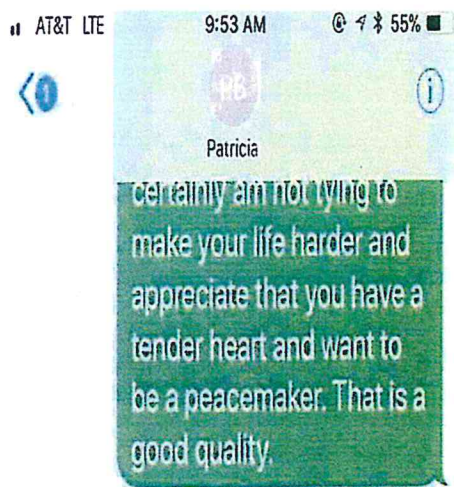 AT&T LTE 9:53 AM 55%
Patricia
certainly am not tying to
make your life harder and
appreciate that you have a
tender heart and want to
be a peacemaker. That is a
good quality.